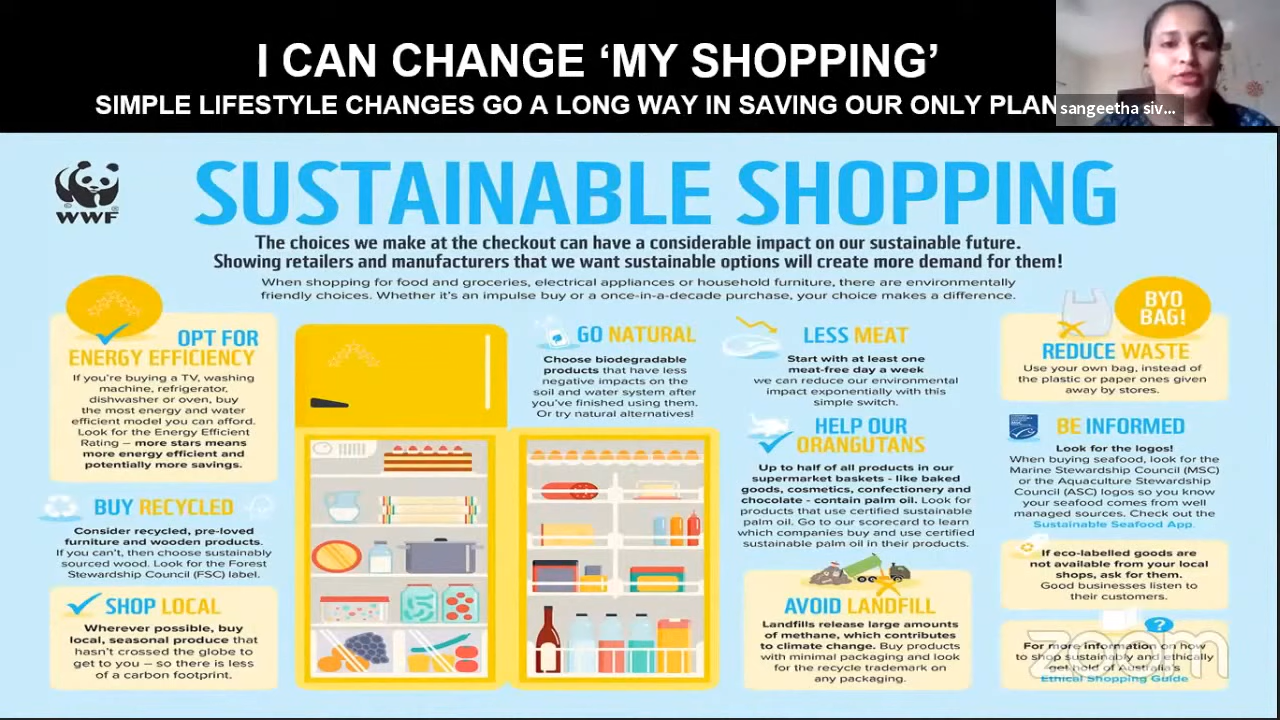 I CAN CHANGE ‘MY SHOPPING’
SIMPLE LIFESTYLE CHANGES GO A LONG WAY IN SAVING OUR ONLY PLAN
sangeetha siv...
WWF
SUSTAINABLE SHOPPING
The choices we make at the checkout can have a considerable impact on our sustainable future.
Showing retailers and manufacturers that we want sustainable options will create more demand for them!
When shopping for food and groceries, electrical appliances or household furniture, there are environmentally
friendly choices. Whether it's an impulse buy or a once-in-a-decade purchase, your choice makes a difference.
OPT FOR
ENERGY EFFICIENCY
If you're buying a TV, washing
machine, refrigerator,
dishwasher or oven, buy
the most energy and water
efficient model you can afford.
Look for the Energy Efficient
Rating – more stars means
more energy efficient and
potentially more savings.
BUY RECYCLED
Consider recycled, pre-loved
furniture and wooden products.
If you can't, then choose sustainably
sourced wood. Look for the Forest
Stewardship Council (FSC) label.
SHOP LOCAL
Wherever possible, buy
local, seasonal produce that
hasn't crossed the globe to
get to you – so there is less
of a carbon footprint.
GO NATURAL
Choose biodegradable
products that have less
negative impacts on the
soil and water system after
you've finished using them.
Or try natural alternatives!
LESS MEAT
Start with at least one
meat-free day a week
we can reduce our environmental
impact exponentially with this
simple switch.
HELP OUR
ORANGUTANS
Up to half of all products in our
supermarket baskets - like baked
goods, cosmetics, confectionery and
chocolate - contain palm oil. Look for
products that use certified sustainable
palm oil. Go to our scorecard to learn
which companies buy and use certified
sustainable palm oil in their products.
AVOID LANDFILL
Landfills release large amounts
of methane, which contributes
to climate change. Buy products
with minimal packaging and look
for the recycle trademark on
any packaging.
BYO
BAG!
REDUCE WASTE
Use your own bag, instead of
the plastic or paper ones given
away by stores.
BE INFORMED
Look for the logos!
When buying seafood, look for the
Marine Stewardship Council (MSC)
or the Aquaculture Stewardship
Council (ASC) logos so you know
your seafood comes from well
managed sources. Check out the
Sustainable Seafood App.
If eco-labelled goods are
not available from your local
shops, ask for them.
Good businesses listen to
their customers.
?
For more information on how
to shop sustainably and ethically
get hold of Australia's
Ethical Shopping Guide
zoom